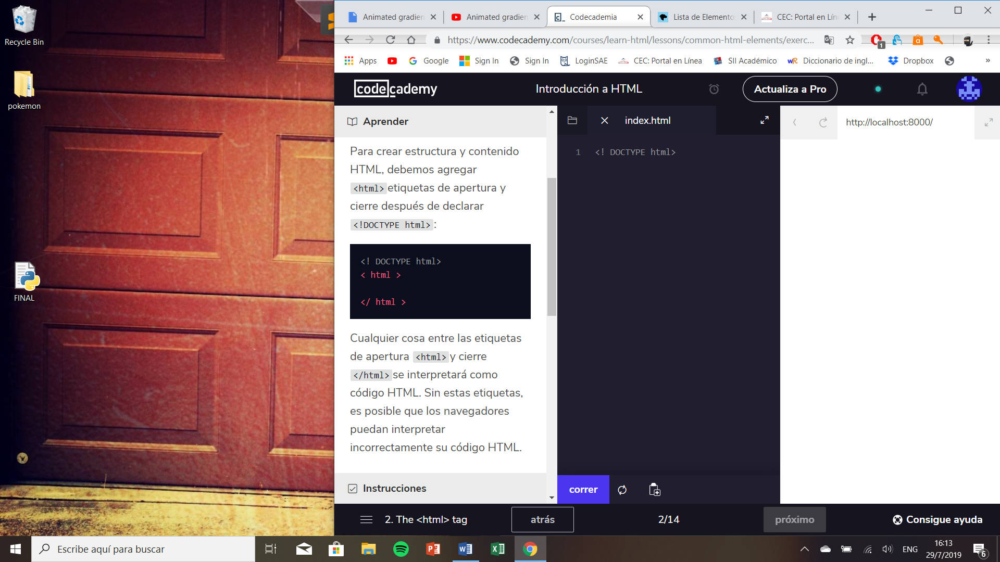 Recycle Bin
pokemon
FINAL
Animated gradien
Animated gradien
Codecademia
Lista de Elemento
CEC: Portal en Lín
https://www.codecademy.com/courses/learn-html/lessons/common-html-elements/exerc...
1
Apps
Google
Sign In
Sign In
LoginSAE
CEC: Portal en Línea
SII Académico
Diccionario de ingl...
Dropbox
»
codecademy
Introducción a HTML
Actualiza a Pro
Aprender
index.html
http://localhost:8000/
Para crear estructura y contenido
HTML, debemos agregar
<html> etiquetas de apertura y
cierre después de declarar
<!DOCTYPE html>:
<! DOCTYPE html>
< html >
</ html >
Cualquier cosa entre las etiquetas
de apertura <html> y cierre
</html> se interpretará como
código HTML. Sin estas etiquetas,
es posible que los navegadores
puedan interpretar
incorrectamente su código HTML.
Instrucciones
1 <! DOCTYPE html>
correr
2. The <html> tag
atrás
2/14
próximo
Consigue ayuda
Escribe aquí para buscar
ENG
16:13
29/7/2019
6